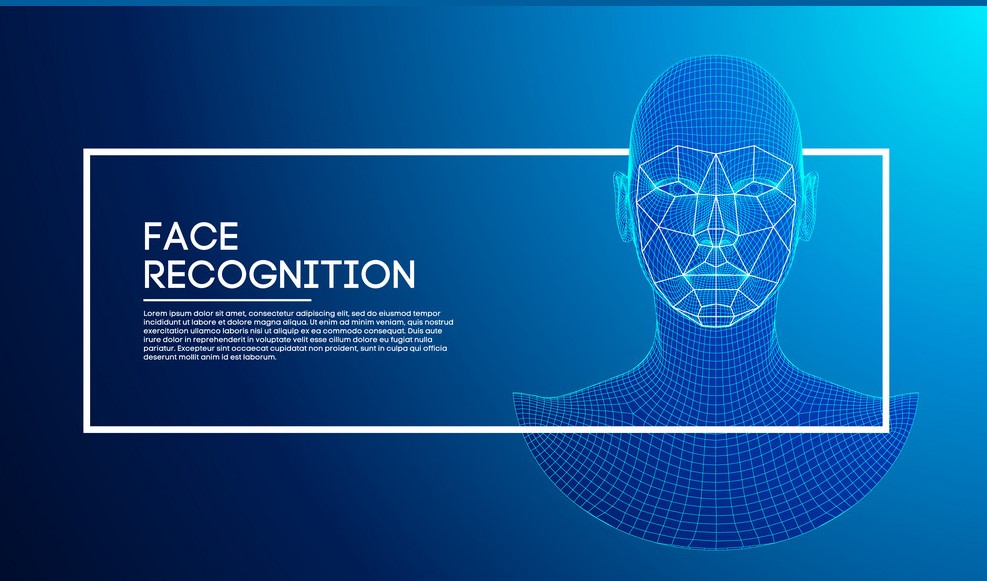 FACE
RECOGNITION
Lorem ipsum dolor sit amet, consectetur adipiscing elit, sed do eiusmod tempor
incididunt ut labore et dolore magna aliqua. Ut enim ad minim veniam, quis nostrud
exercitation ullamco laboris nisi ut aliquip ex ea commodo consequat. Duis aute
irure dolor in reprehenderit in voluptate velit esse cillum dolore eu fugiat nulla
pariatur. Excepteur sint occaecat cupidatat non proident, sunt in culpa qui officia
deserunt mollit anim id est laborum.